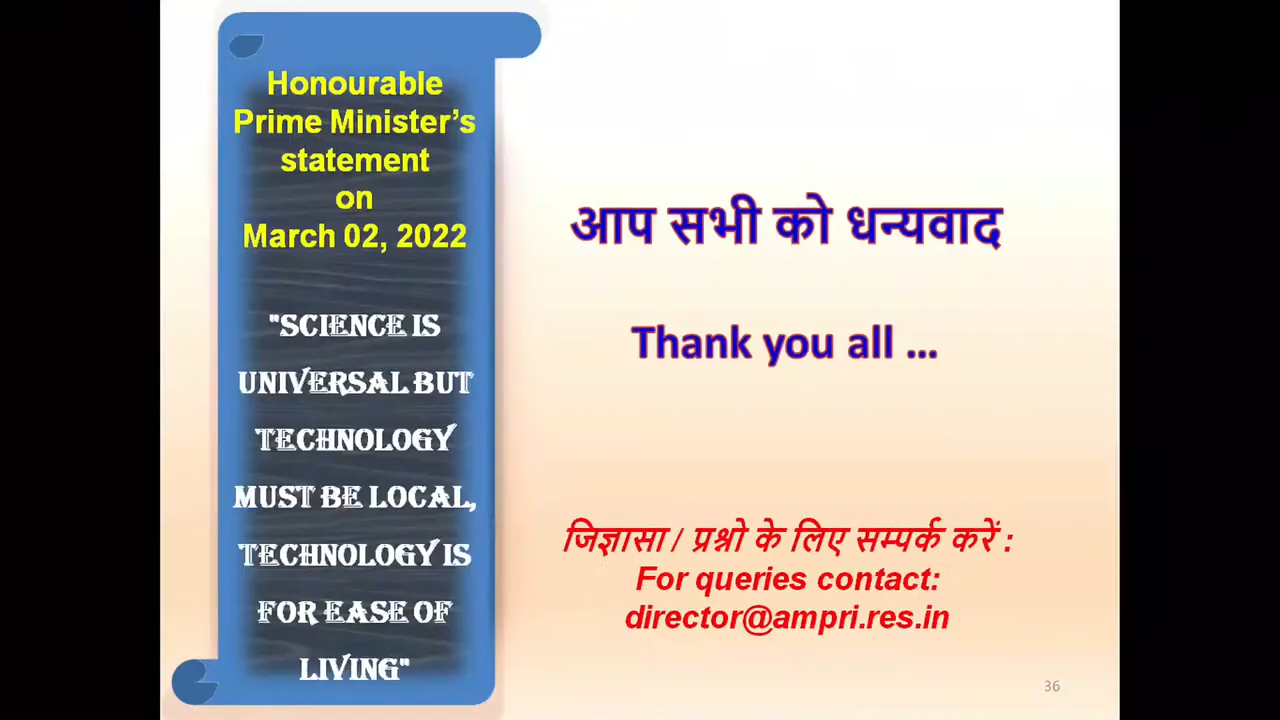 Honourable
Prime Minister's
statement
on
March 02, 2022
"SCIENCE IS
UNIVERSAL BUT
TECHNOLOGY
MUST BE LOCAL,
TECHNOLOGY IS
FOR EASE OF
LIVING"
आप सभी को धन्यवाद
Thank you all ...
जिज्ञासा / प्रश्नो के लिए सम्पर्क करें :
For queries contact:
director@ampri.res.in
36